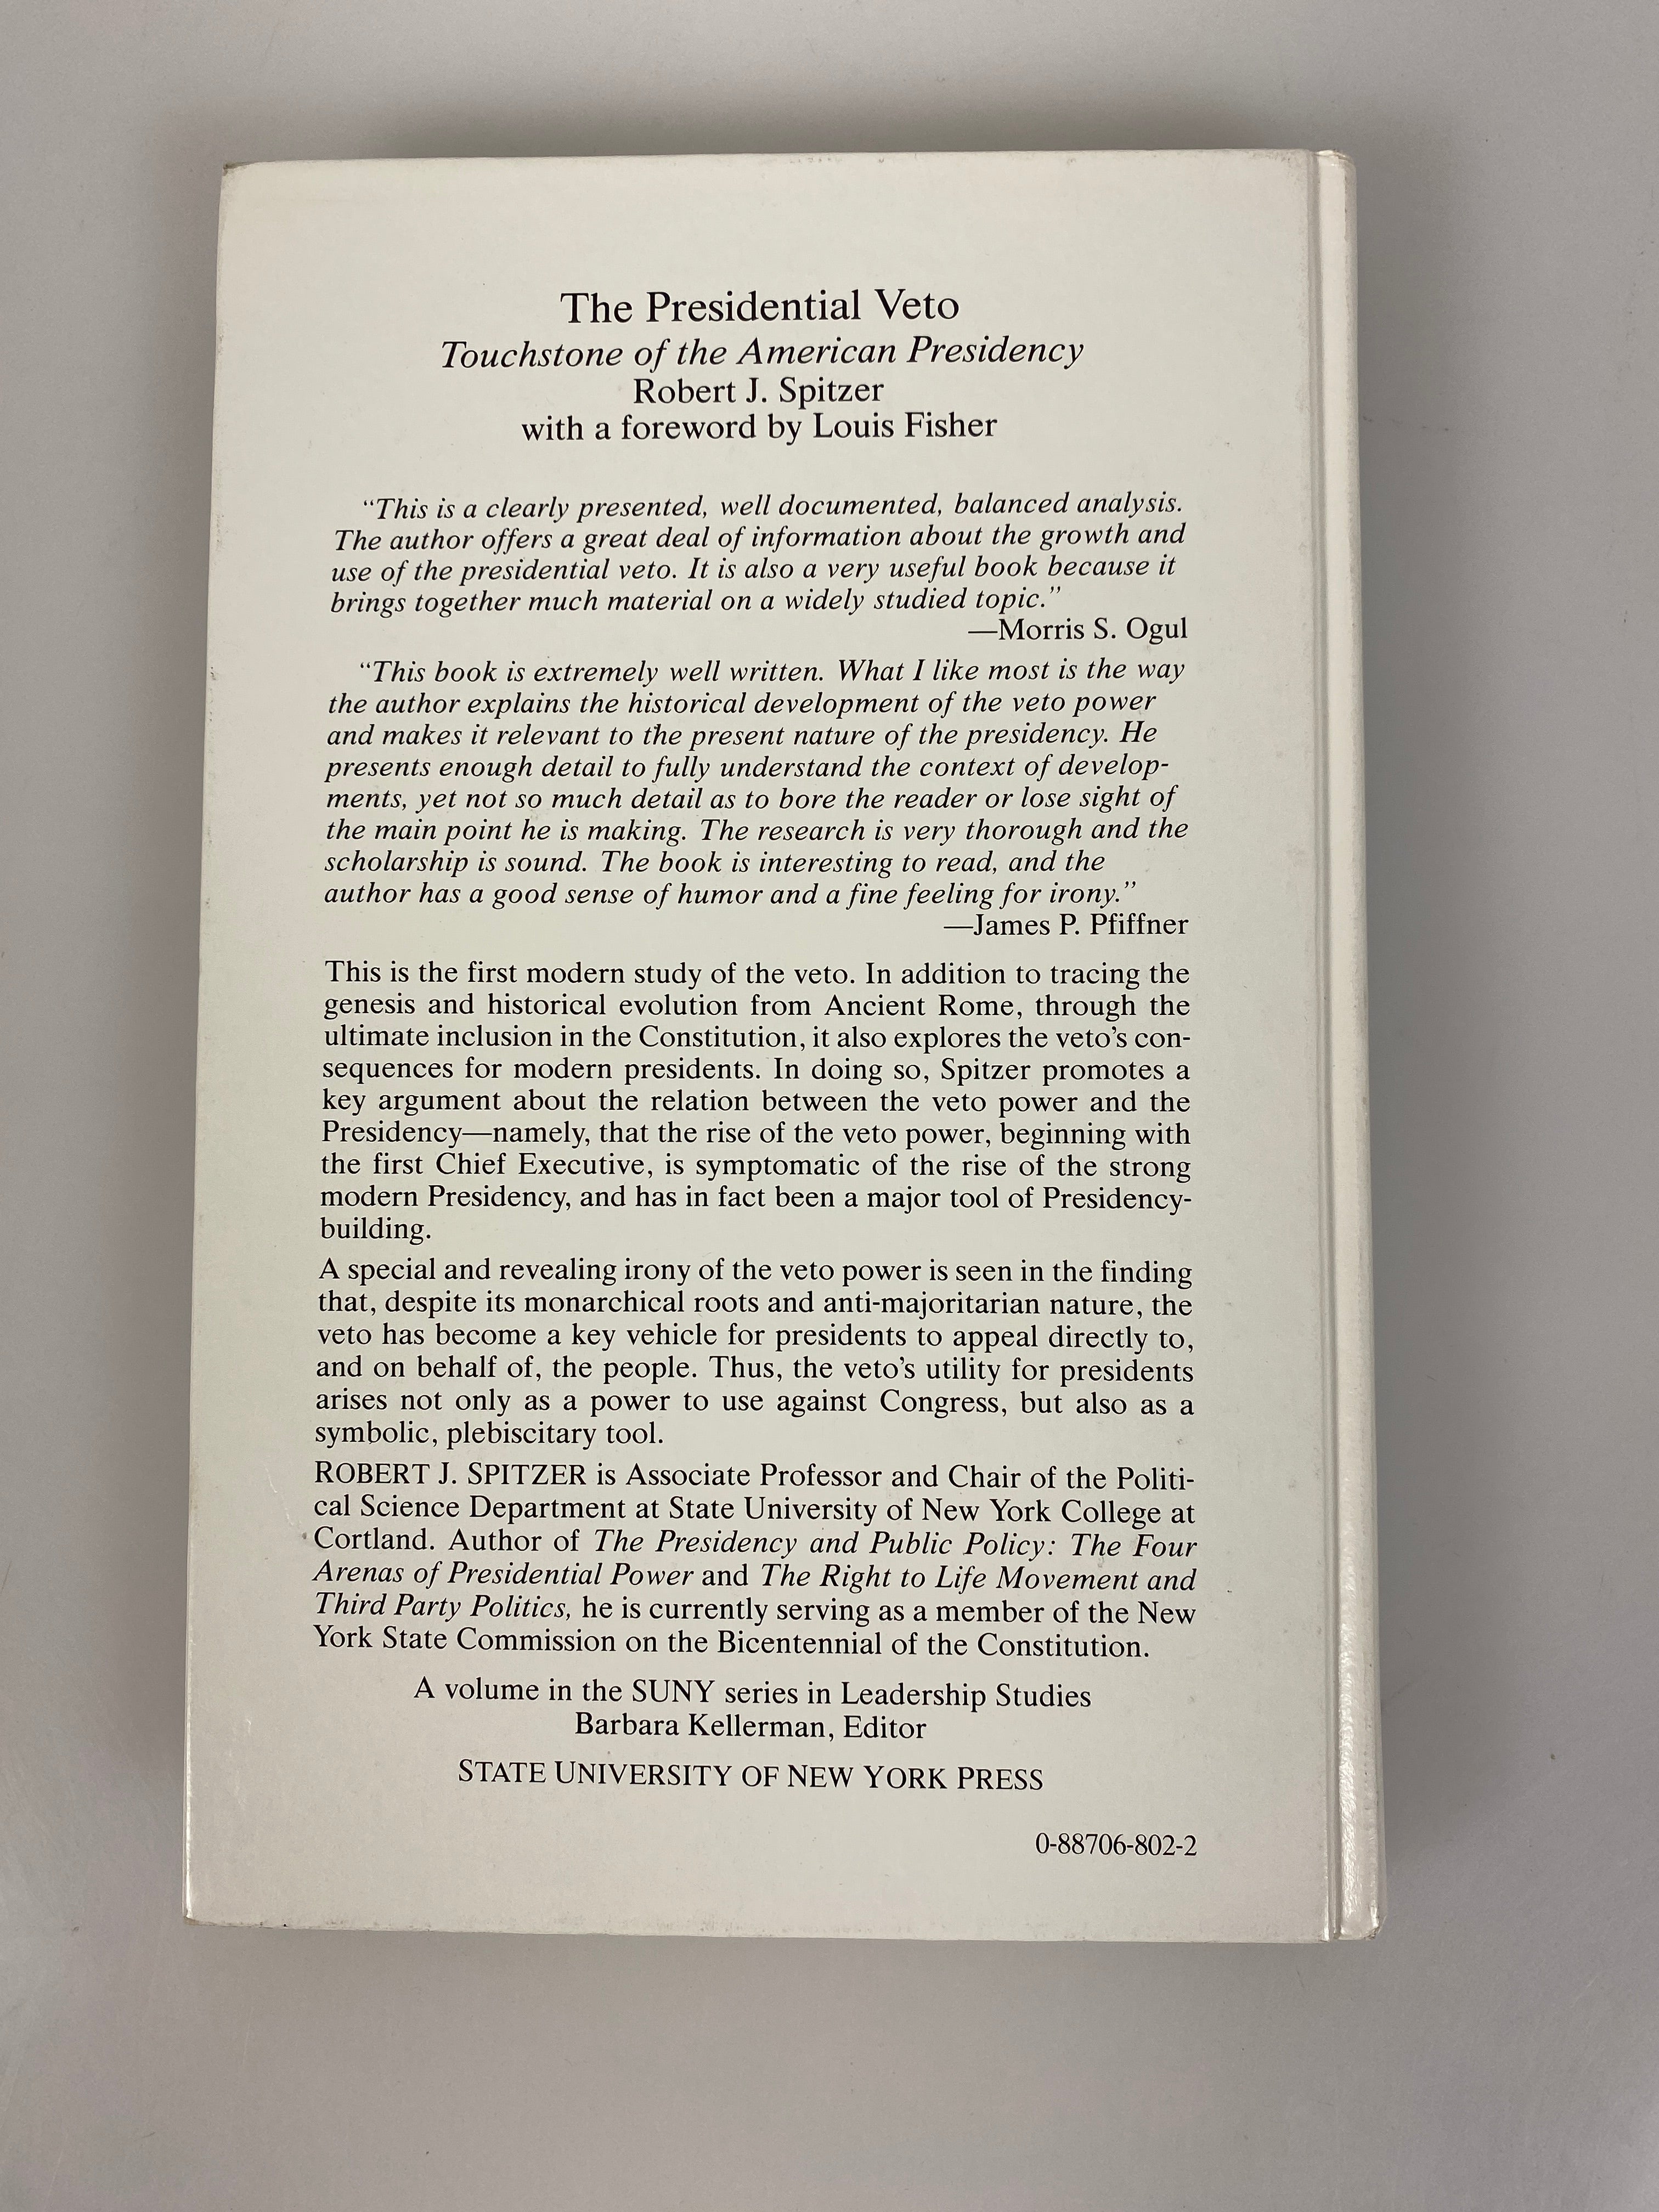 The Presidential Veto
Touchstone of the American Presidency
Robert J. Spitzer
with a foreword by Louis Fisher
“This is a clearly presented, well documented, balanced analysis.
The author offers a great deal of information about the growth and
use of the presidential veto. It is also a very useful book because it
brings together much material on a widely studied topic.”
—Morris S. Ogul
“This book is extremely well written. What I like most is the way
the author explains the historical development of the veto power
and makes it relevant to the present nature of the presidency. He
presents enough detail to fully understand the context of develop-
ments, yet not so much detail as to bore the reader or lose sight of
the main point he is making. The research is very thorough and the
scholarship is sound. The book is interesting to read, and the
author has a good sense of humor and a fine feeling for irony.”
—James P. Pfiffner
This is the first modern study of the veto. In addition to tracing the
genesis and historical evolution from Ancient Rome, through the
ultimate inclusion in the Constitution, it also explores the veto’s con-
sequences for modern presidents. In doing so, Spitzer promotes a
key argument about the relation between the veto power and the
Presidency—namely, that the rise of the veto power, beginning with
the first Chief Executive, is symptomatic of the rise of the strong
modern Presidency, and has in fact been a major tool of Presidency-
building.
A special and revealing irony of the veto power is seen in the finding
that, despite its monarchical roots and anti-majoritarian nature, the
veto has become a key vehicle for presidents to appeal directly to,
and on behalf of, the people. Thus, the veto’s utility for presidents
arises not only as a power to use against Congress, but also as a
symbolic, plebiscitary tool.
ROBERT J. SPITZER is Associate Professor and Chair of the Politi-
cal Science Department at State University of New York College at
Cortland. Author of The Presidency and Public Policy: The Four
Arenas of Presidential Power and The Right to Life Movement and
Third Party Politics, he is currently serving as a member of the New
York State Commission on the Bicentennial of the Constitution.
A volume in the SUNY series in Leadership Studies
Barbara Kellerman, Editor
STATE UNIVERSITY OF NEW YORK PRESS
0-88706-802-2